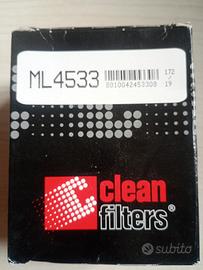 ML4533
8010042453308
172
/
19
clean
filters®
subito